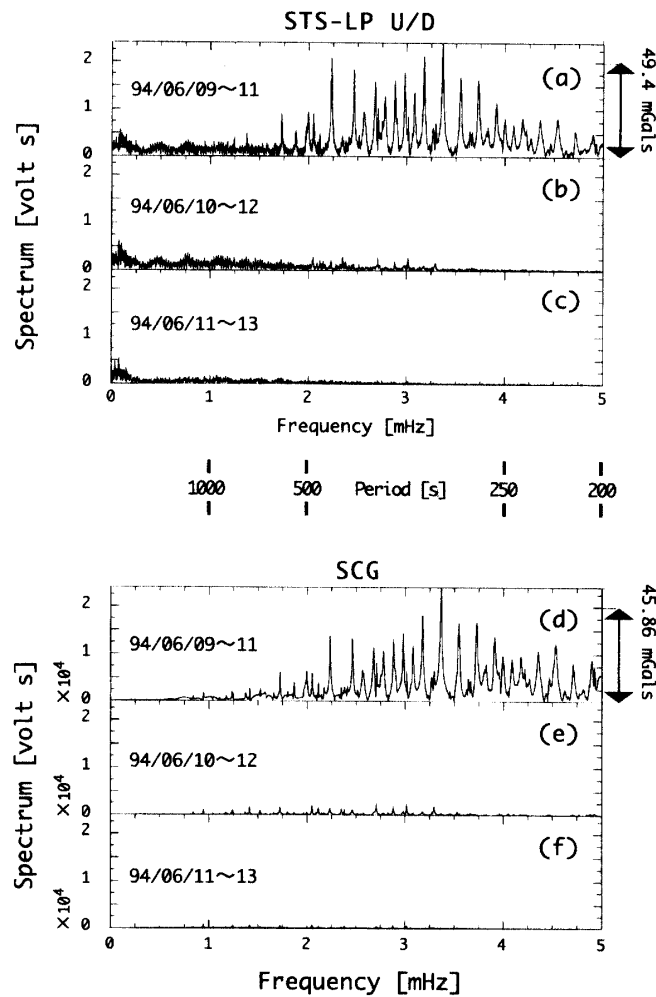 STS-LP U/D
Spectrum [volt s]
2
1
0
94/06/09~11
(a)
49.4 mGals
2
1
0
94/06/10~12
(b)
2
1
0
94/06/11~13
(c)
0 1 2 3 4 5
Frequency [mHz]
1000 500 Period [s] 250 200
SCG
Spectrum [volt s]
2
1
0
×10⁴
94/06/09~11
(d)
45.86 mGals
2
1
0
×10⁴
94/06/10~12
(e)
2
1
0
×10⁴
94/06/11~13
(f)
0 1 2 3 4 5
Frequency [mHz]